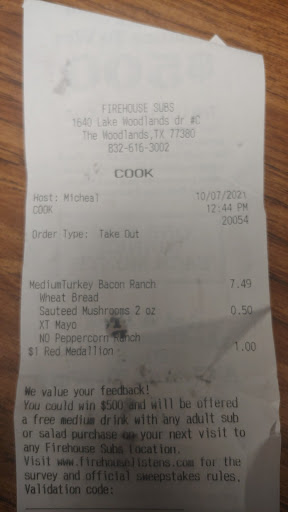 FIREHOUSE SUBS
1640 Lake Woodlands dr #C
The Woodlands,TX 77380
832-616-3002
COOK
Host: Micheal 10/07/2021
COOK 12:44 PM
20054
Order Type: Take Out
MediumTurkey Bacon Ranch 7.49
Wheat Bread
Sauteed Mushrooms 2 oz 0.50
XT Mayo
NO Peppercorn Ranch
$1 Red Medallion 1.00
We value your feedback!
You could win $500 and will be offered
a free medium drink with any adult sub
or salad purchase on your next visit to
any Firehouse Subs location.
Visit www.firehouselistens.com for the
survey and official sweepstakes rules.
Validation code: